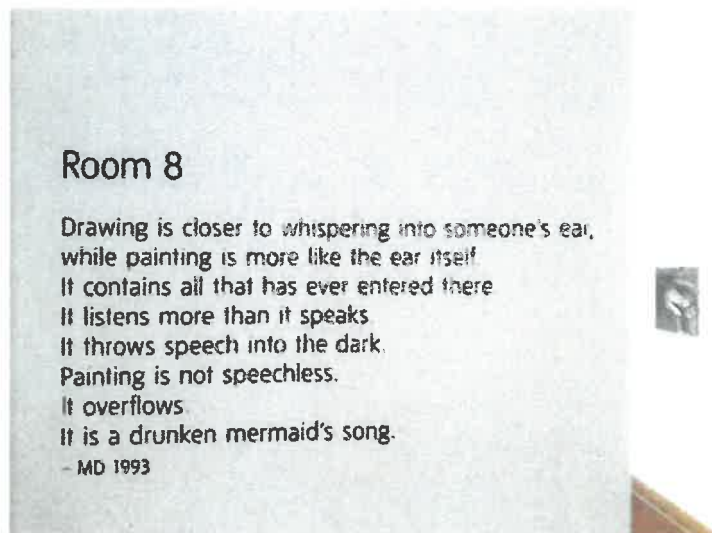 Room 8
Drawing is closer to whispering into someone's ear,
while painting is more like the ear itself.
It contains all that has ever entered there.
It listens more than it speaks.
It throws speech into the dark.
Painting is not speechless.
It overflows.
It is a drunken mermaid's song.
– MD 1993